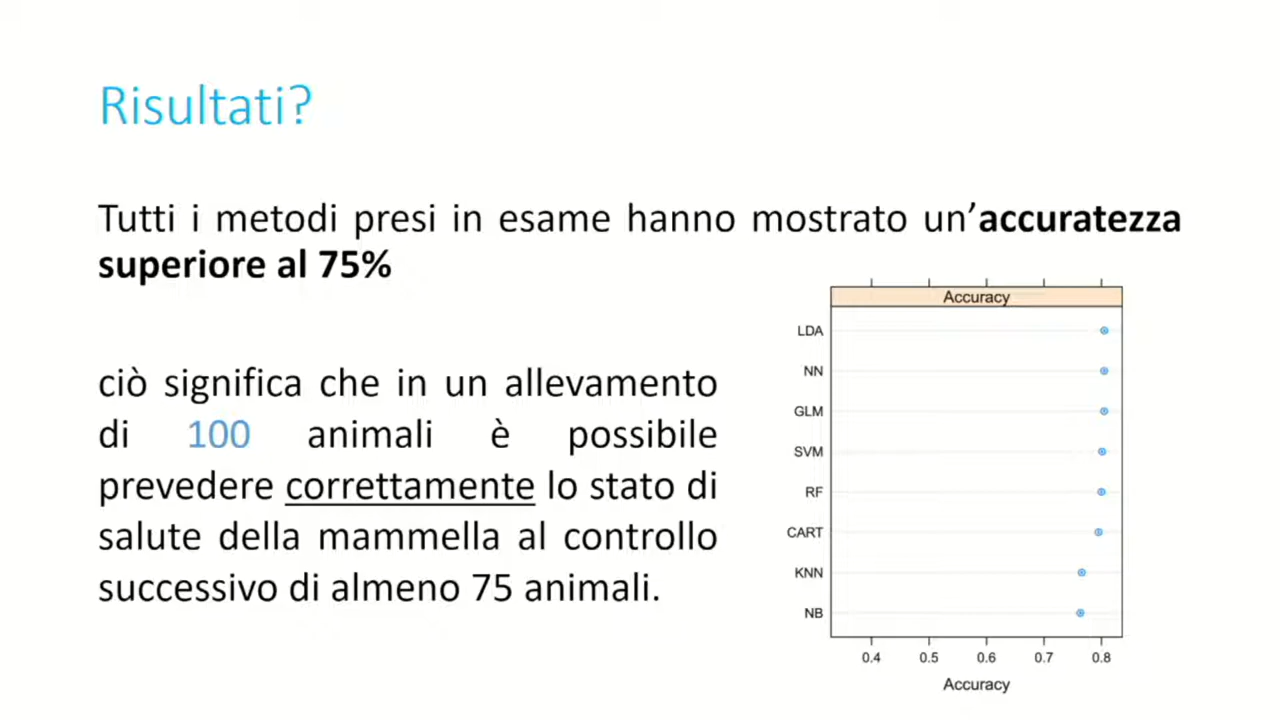 Risultati?
Tutti i metodi presi in esame hanno mostrato un’accuratezza
superiore al 75%
ciò significa che in un allevamento
di 100 animali è possibile
prevedere correttamente lo stato di
salute della mammella al controllo
successivo di almeno 75 animali.
Accuracy
LDA
NN
GLM
SVM
RF
CART
KNN
NB
0.4 0.5 0.6 0.7 0.8
Accuracy